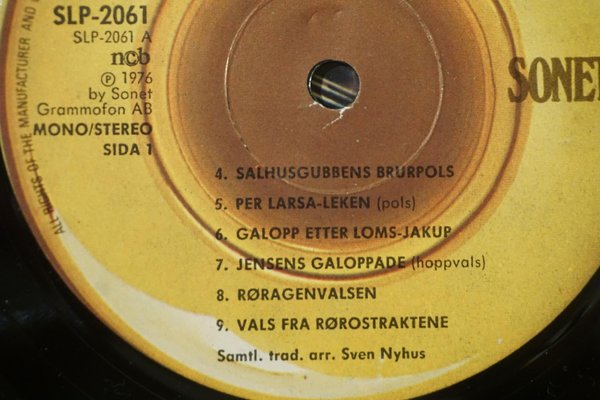 SLP-2061
SLP-2061 A
ncb
Ⓟ 1976
by Sonet
Grammofon AB
MONO/STEREO
SIDA 1
ALL RIGHTS OF THE MANUFACTURER AND
SONET
4. SALHUSGUBBENS BRURPOLS
5. PER LARSA-LEKEN (pols)
6. GALOPP ETTER LOMS-JAKUP
7. JENSENS GALOPPADE (hoppvals)
8. RØRAGENVALSEN
9. VALS FRA RØROSTRAKTENE
Samtl. trad. arr. Sven Nyhus